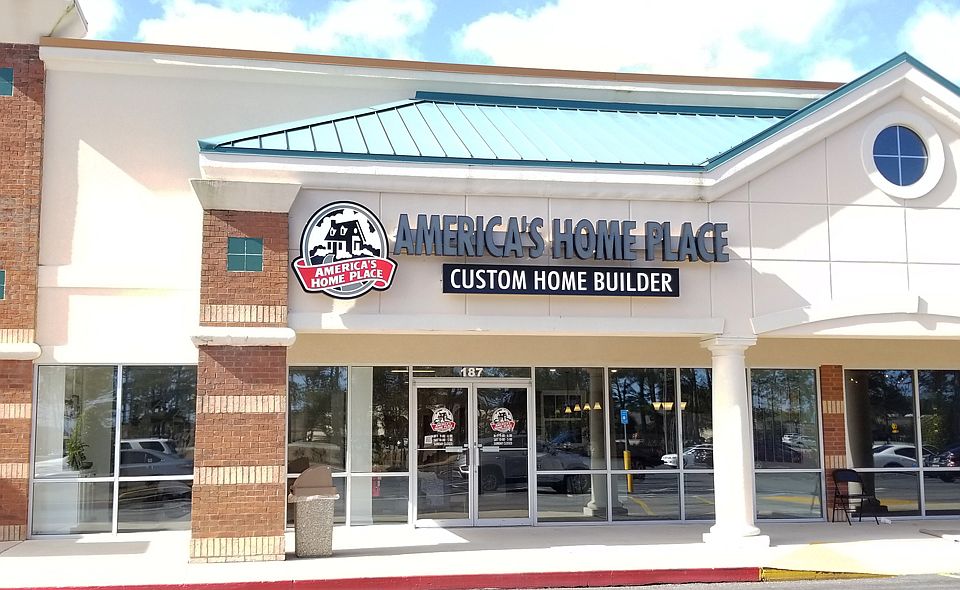 AMERICA'S HOME PLACE
CUSTOM HOME BUILDER
AMERICA'S
HOME PLACE
187